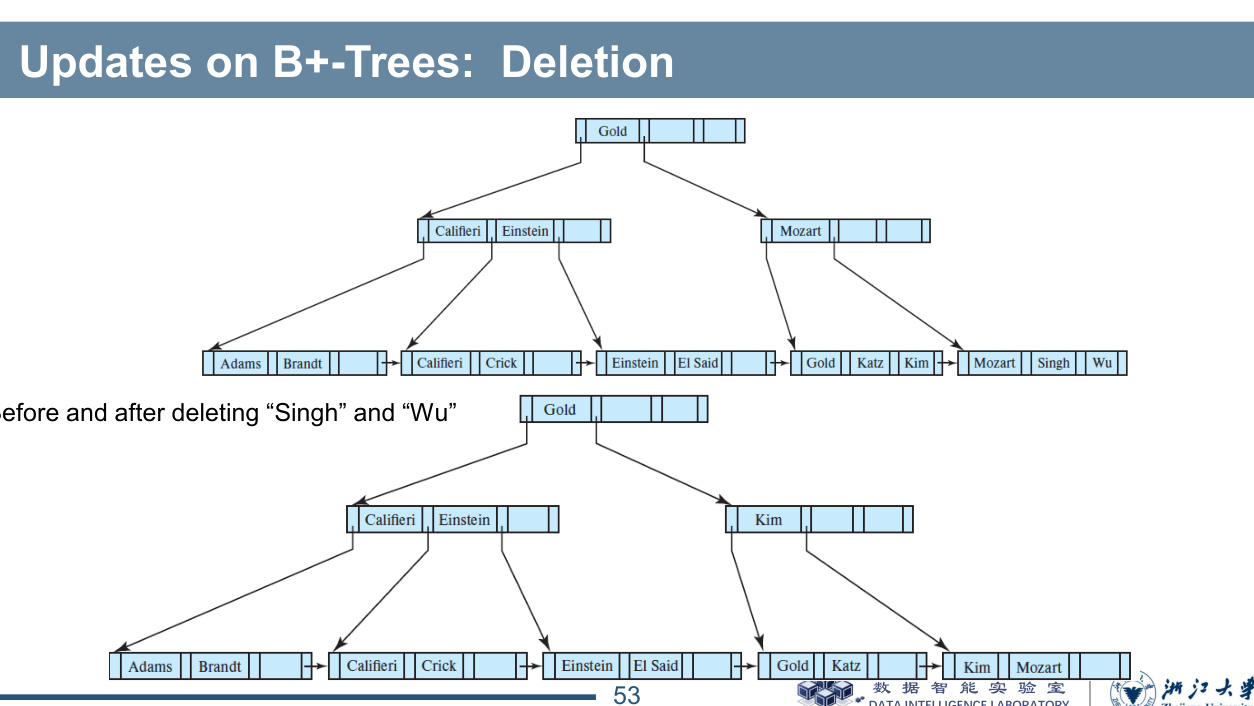 Updates on B+-Trees: Deletion
Gold
Califieri Einstein
Mozart
Adams Brandt
Califieri Crick
Einstein El Said
Gold Katz Kim
Mozart Singh Wu
efore and after deleting “Singh” and “Wu”
Gold
Califieri Einstein
Kim
Adams Brandt
Califieri Crick
Einstein El Said
Gold Katz
Kim Mozart
53
数据智能实验室
DATA INTELLIGENCE LABORATORY
浙江大学